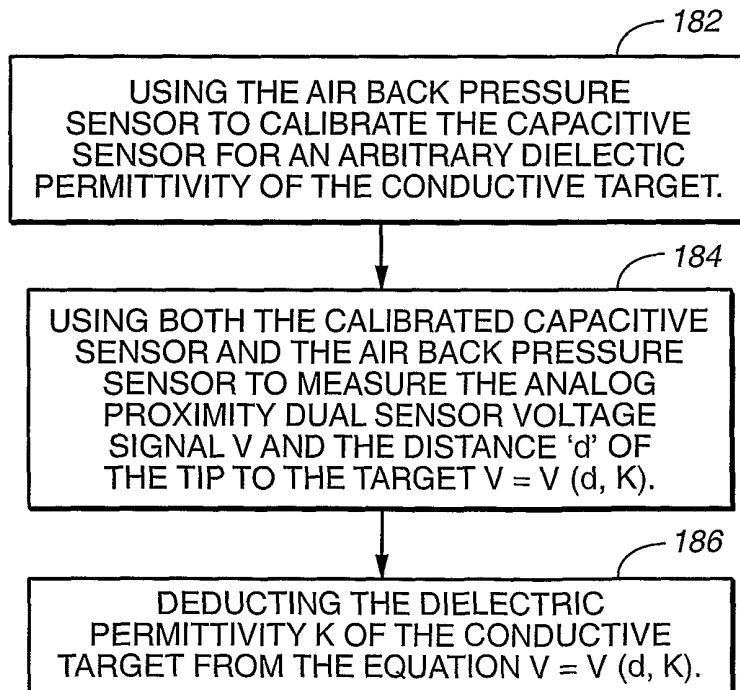 182
USING THE AIR BACK PRESSURE
SENSOR TO CALIBRATE THE CAPACITIVE
SENSOR FOR AN ARBITRARY DIELECTIC
PERMITTIVITY OF THE CONDUCTIVE TARGET.
184
USING BOTH THE CALIBRATED CAPACITIVE
SENSOR AND THE AIR BACK PRESSURE
SENSOR TO MEASURE THE ANALOG
PROXIMITY DUAL SENSOR VOLTAGE
SIGNAL V AND THE DISTANCE 'd' OF
THE TIP TO THE TARGET V = V (d, K).
186
DEDUCTING THE DIELECTRIC
PERMITTIVITY K OF THE CONDUCTIVE
TARGET FROM THE EQUATION V = V (d, K).